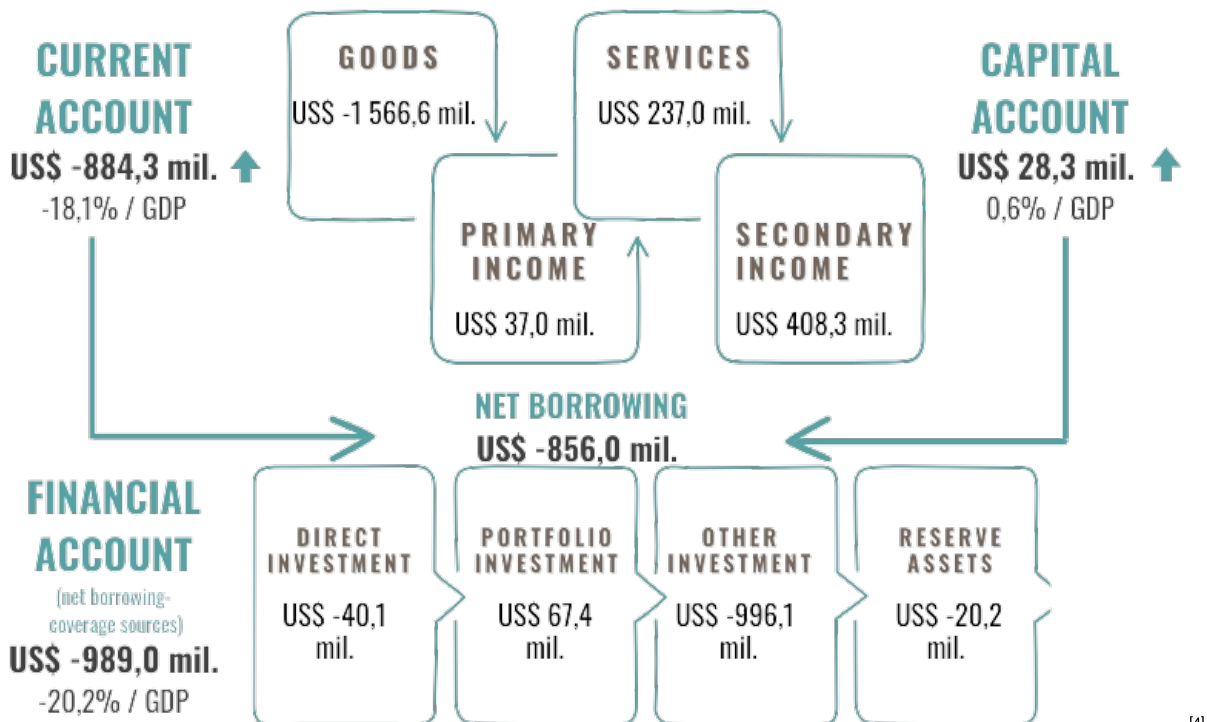 CURRENT
ACCOUNT
US$ -884,3 mil.
-18,1% / GDP
GOODS
US$ -1 566,6 mil.
SERVICES
US$ 237,0 mil.
PRIMARY
INCOME
US$ 37,0 mil.
SECONDARY
INCOME
US$ 408,3 mil.
CAPITAL
ACCOUNT
US$ 28,3 mil.
0,6% / GDP
NET BORROWING
US$ -856,0 mil.
FINANCIAL
ACCOUNT
(net borrowing-
coverage sources)
US$ -989,0 mil.
-20,2% / GDP
DIRECT
INVESTMENT
US$ -40,1
mil.
PORTFOLIO
INVESTMENT
US$ 67,4
mil.
OTHER
INVESTMENT
US$ -996,1
mil.
RESERVE
ASSETS
US$ -20,2
mil.
[4]